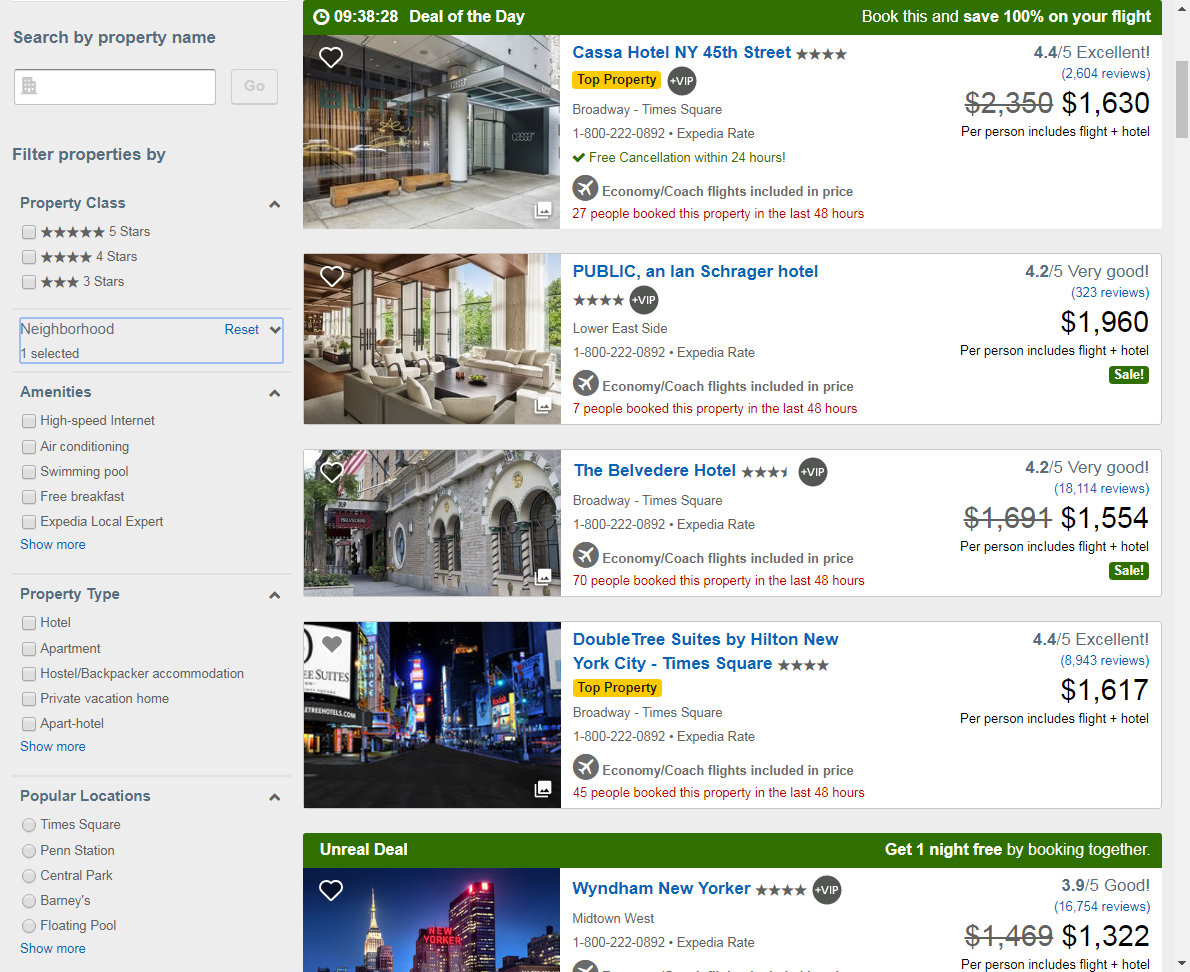 Search by property name
Go
Filter properties by
Property Class
5 Stars
4 Stars
3 Stars
Neighborhood
Reset
1 selected
Amenities
High-speed Internet
Air conditioning
Swimming pool
Free breakfast
Expedia Local Expert
Show more
Property Type
Hotel
Apartment
Hostel/Backpacker accommodation
Private vacation home
Apart-hotel
Show more
Popular Locations
Times Square
Penn Station
Central Park
Barney's
Floating Pool
Show more
09:38:28 Deal of the Day
Book this and save 100% on your flight
Cassa Hotel NY 45th Street
Top Property +VIP
Broadway - Times Square
1-800-222-0892 • Expedia Rate
Free Cancellation within 24 hours!
Economy/Coach flights included in price
27 people booked this property in the last 48 hours
4.4/5 Excellent!
(2,604 reviews)
$2,350 $1,630
Per person includes flight + hotel
PUBLIC, an Ian Schrager hotel
+VIP
Lower East Side
1-800-222-0892 • Expedia Rate
Economy/Coach flights included in price
7 people booked this property in the last 48 hours
4.2/5 Very good!
(323 reviews)
$1,960
Per person includes flight + hotel
Sale!
BELVEDERE
The Belvedere Hotel +VIP
Broadway - Times Square
1-800-222-0892 • Expedia Rate
Economy/Coach flights included in price
70 people booked this property in the last 48 hours
4.2/5 Very good!
(18,114 reviews)
$1,691 $1,554
Per person includes flight + hotel
Sale!
EE SUITES
ETREEHOTELS.COM
PALACE
DoubleTree Suites by Hilton New
York City - Times Square
Top Property
Broadway - Times Square
1-800-222-0892 • Expedia Rate
Economy/Coach flights included in price
45 people booked this property in the last 48 hours
4.4/5 Excellent!
(8,943 reviews)
$1,617
Per person includes flight + hotel
Unreal Deal
Get 1 night free by booking together.
NEW
YORKER
Wyndham New Yorker +VIP
Midtown West
1-800-222-0892 • Expedia Rate
3.9/5 Good!
(16,754 reviews)
$1,469 $1,322
Per person includes flight + hotel